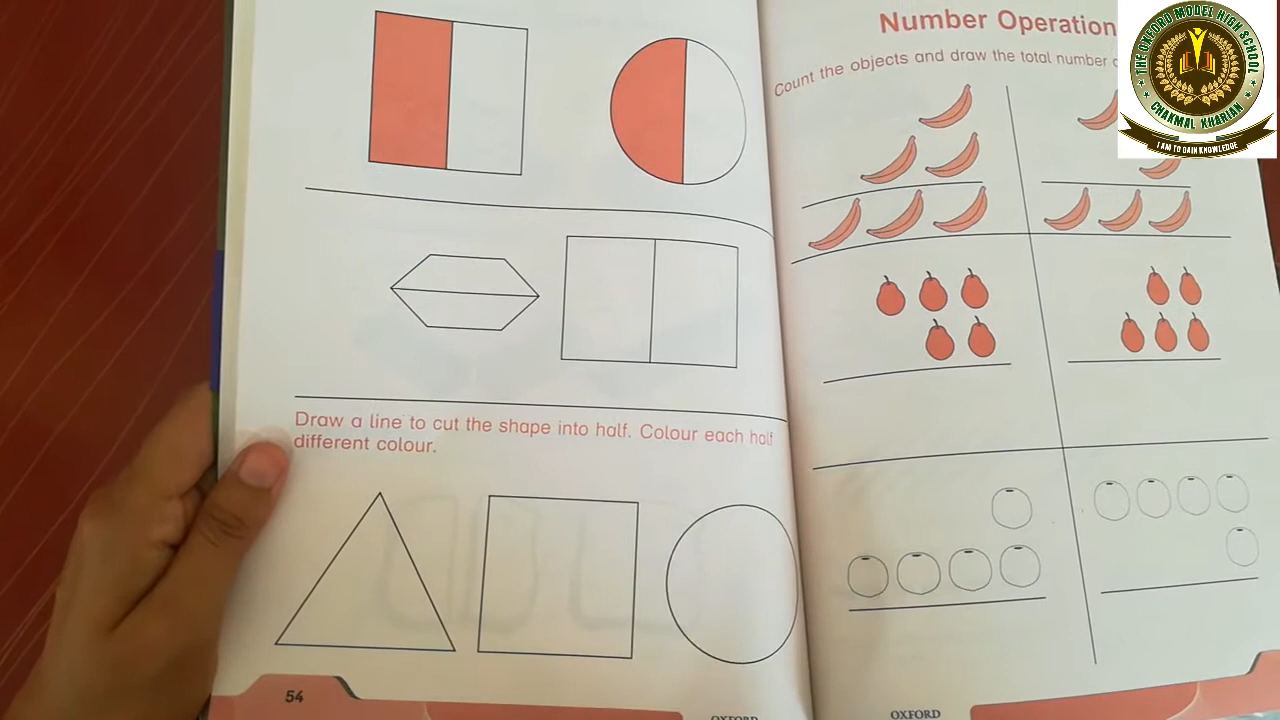 Draw a line to cut the shape into half. Colour each half
different colour.
54
OXFORD
Number Operation
Count the objects and draw the total number
OXFORD
THE OXFORD MODEL HIGH SCHOOL
CHAKMAL KHARIAN
I AM TO GAIN KNOWLEDGE